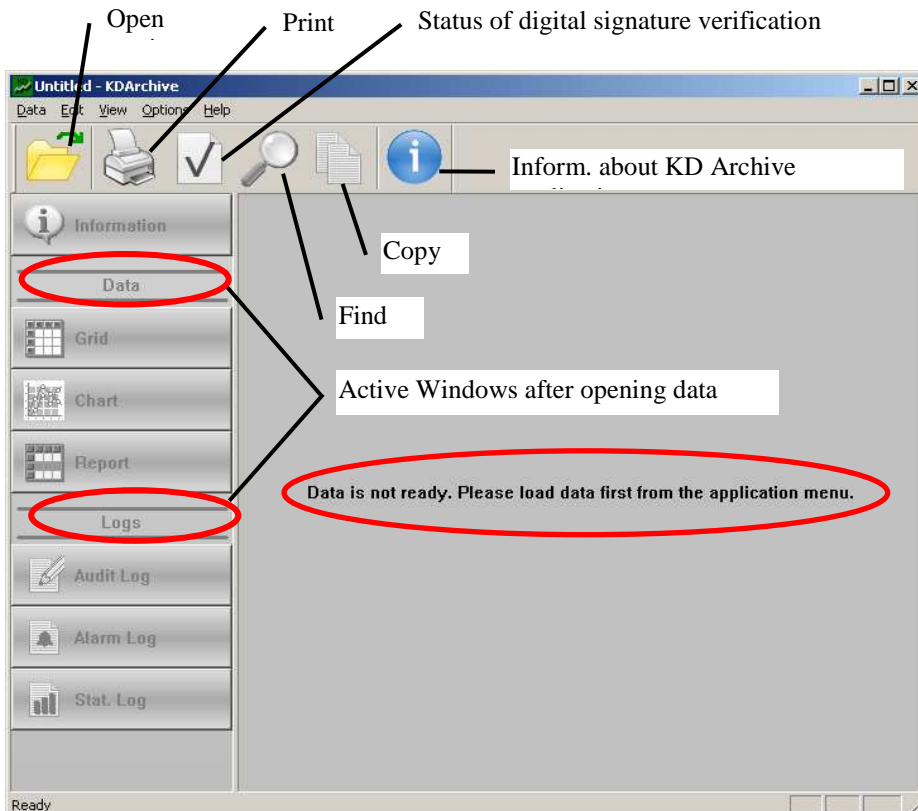 Open
Print
Status of digital signature verification
Untitled - KDArchive
Data Edit View Options Help
Inform. about KD Archive
Information
Copy
Data
Find
Grid
Active Windows after opening data
Chart
Report
Data is not ready. Please load data first from the application menu.
Logs
Audit Log
Alarm Log
Stat. Log
Ready